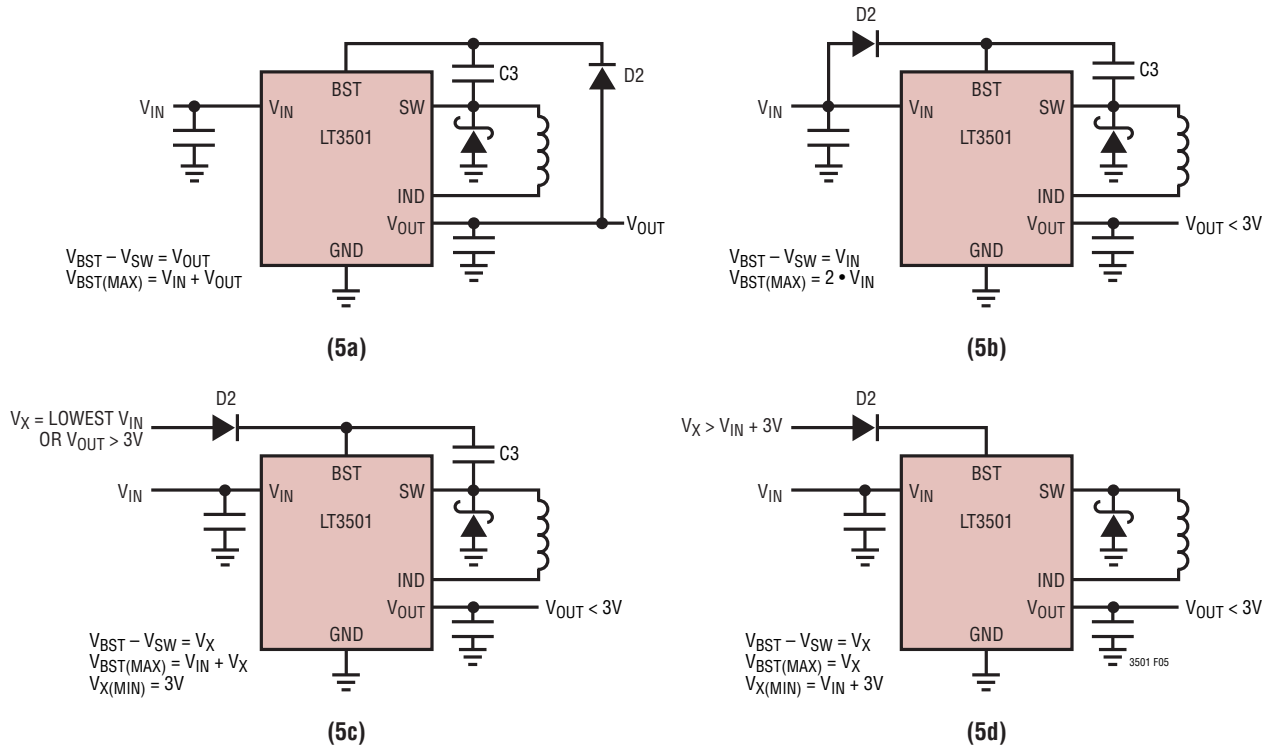 D2
C3
BST
V_IN
V_IN
SW
LT3501
IND
V_OUT
V_OUT
GND
V_BST – V_SW = V_OUT
V_BST(MAX) = V_IN + V_OUT
(5a)
D2
C3
BST
V_IN
V_IN
SW
LT3501
IND
V_OUT
V_OUT < 3V
GND
V_BST – V_SW = V_IN
V_BST(MAX) = 2 • V_IN
(5b)
D2
V_X = LOWEST V_IN
OR V_OUT > 3V
C3
BST
V_IN
V_IN
SW
LT3501
IND
V_OUT
V_OUT < 3V
GND
V_BST – V_SW = V_X
V_BST(MAX) = V_IN + V_X
V_X(MIN) = 3V
(5c)
D2
V_X > V_IN + 3V
BST
V_IN
V_IN
SW
LT3501
IND
V_OUT
V_OUT < 3V
GND
V_BST – V_SW = V_X
V_BST(MAX) = V_X
V_X(MIN) = V_IN + 3V
3501 F05
(5d)